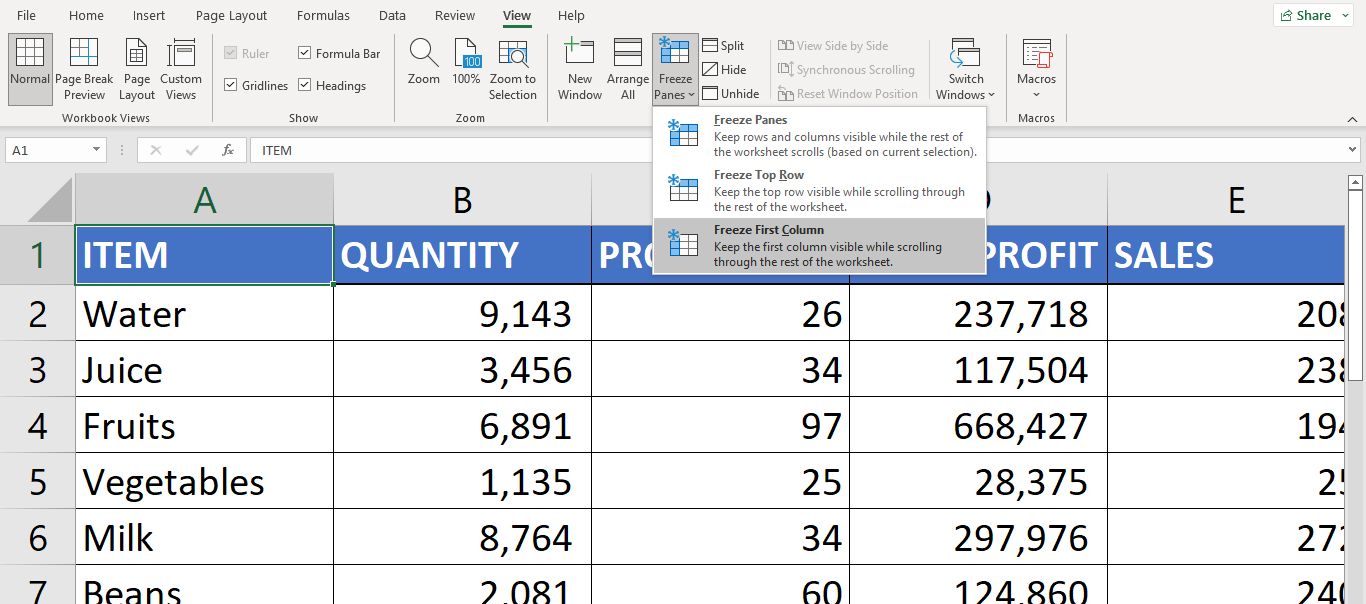 File Home Insert Page Layout Formulas Data Review View Help Share
Normal Page Break Preview Page Layout Custom Views
Workbook Views
Ruler Formula Bar
Gridlines Headings
Show
Zoom 100% Zoom to Selection
100
Zoom
New Window Arrange All Freeze Panes
Split
Hide
Unhide
View Side by Side
Synchronous Scrolling
Reset Window Position
Switch Windows
Macros
Macros
A1 fx ITEM
Freeze Panes
Keep rows and columns visible while the rest of
the worksheet scrolls (based on current selection).
Freeze Top Row
Keep the top row visible while scrolling through
the rest of the worksheet.
Freeze First Column
Keep the first column visible while scrolling
through the rest of the worksheet.
A B E
1 ITEM QUANTITY PROFIT SALES
2 Water 9,143 26 237,718
3 Juice 3,456 34 117,504
4 Fruits 6,891 97 668,427
5 Vegetables 1,135 25 28,375
6 Milk 8,764 34 297,976
7 Beans 2,081 60 124,860